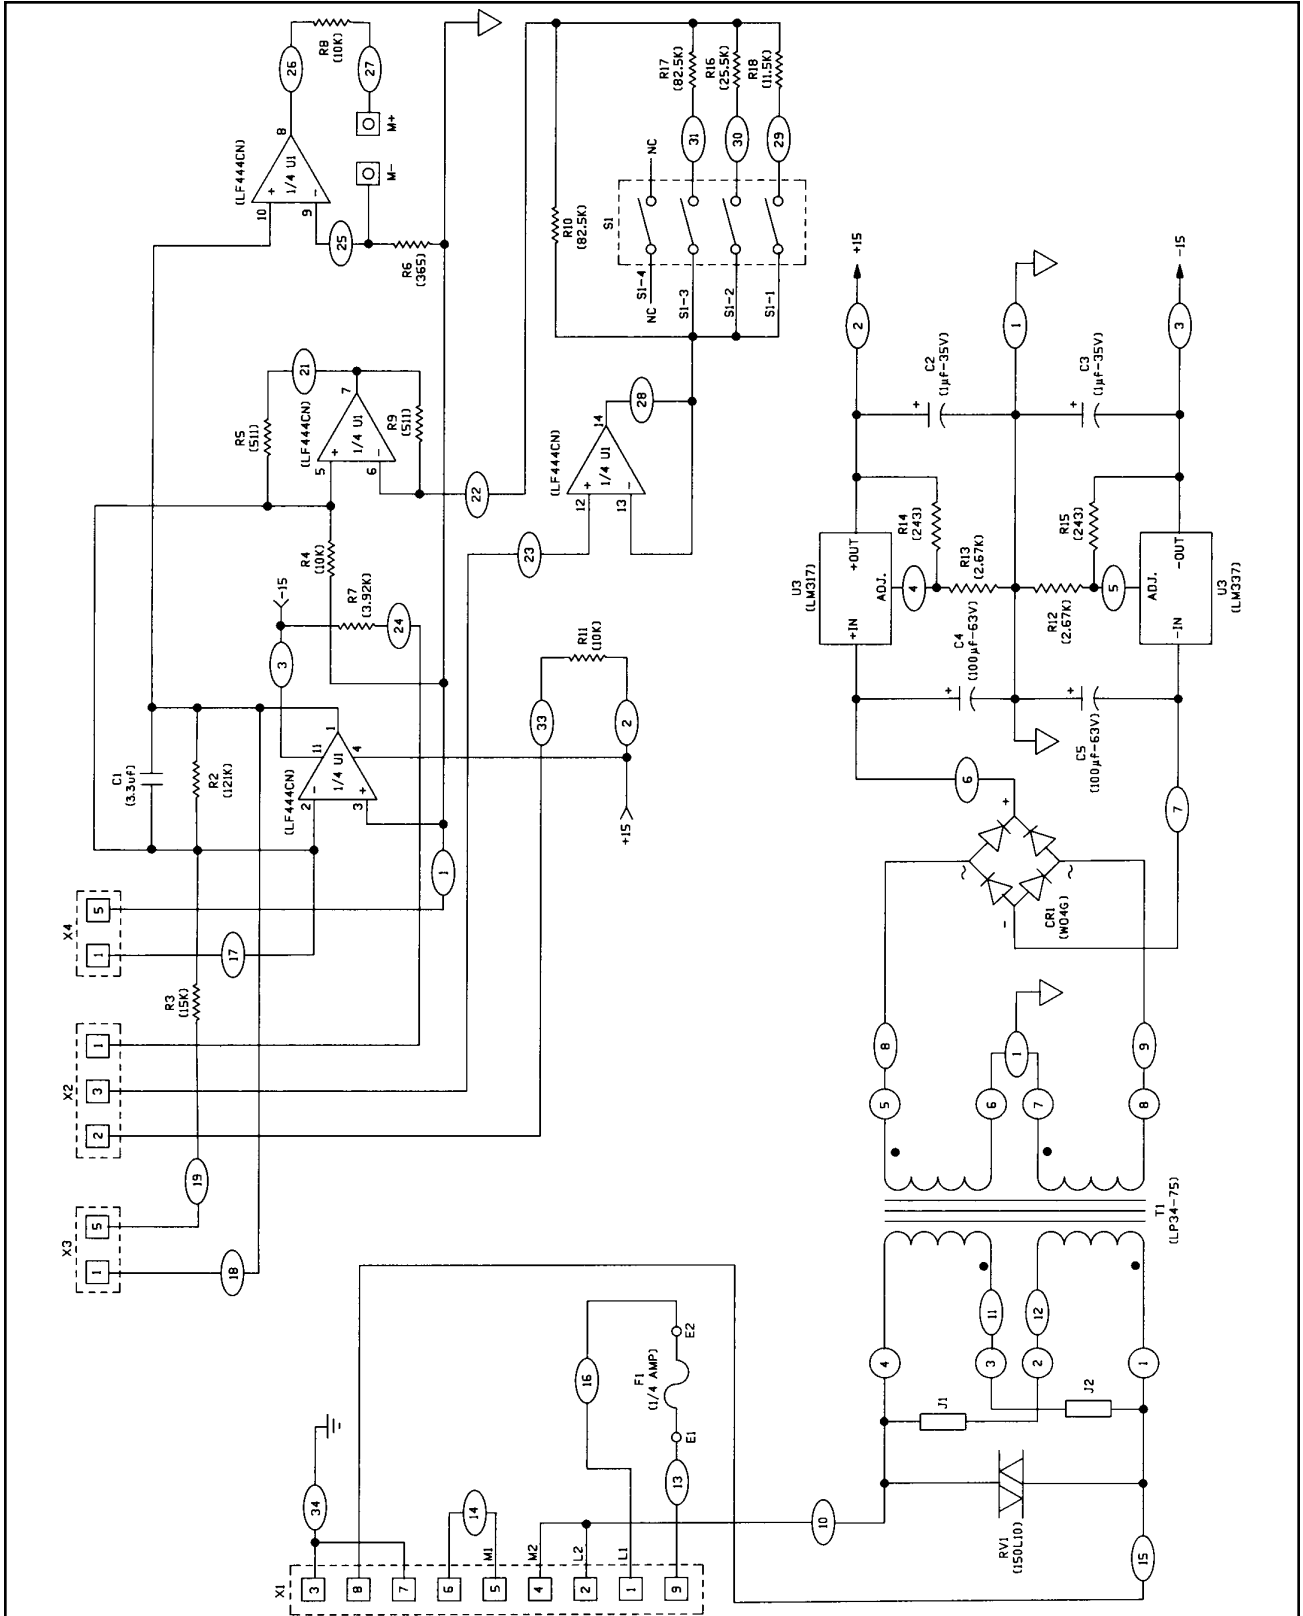 X1
3
8
7
6
5
4
2
1
9
34
14
M1
M2
L2
L1
10
13
16
E1
E2
F1
(1/4 AMP)
15
RV1
(150L10)
J1
J2
4
3
2
1
11
12
T1
(LP34-75)
5
6
7
8
8
1
9
CR1
(W04G)
~
~
+
-
6
7
C4
(100µf-63V)
+
C5
(100µf-63V)
+
U3
(LM317)
+IN
+OUT
ADJ.
4
R14
(243)
R13
(2.67K)
R12
(2.67K)
R15
(243)
5
ADJ.
-IN
-OUT
U3
(LM337)
C2
(1µf-35V)
+
C3
(1µf-35V)
+
2
+15
1
3
-15
X3
1
5
18
19
X2
2
3
1
X4
1
5
17
R3
(15K)
C1
(3.3uf)
R2
(121K)
(LF444CN)
2
3
-
+
1/4 U1
11
4
1
1
3
-15
R7
(3.92K)
24
R4
(10K)
33
R11
(10K)
2
+15
R5
(511)
21
(LF444CN)
5
6
+
-
1/4 U1
7
R9
(511)
22
23
(LF444CN)
12
13
+
-
1/4 U1
14
28
(LF444CN)
10
9
+
-
1/4 U1
8
25
26
R8
(10K)
27
M+
M-
R6
(365)
R10
(82.5K)
S1
NC
S1-4
NC
S1-3
S1-2
S1-1
31
30
29
R17
(82.5K)
R16
(25.5K)
R18
(11.5K)